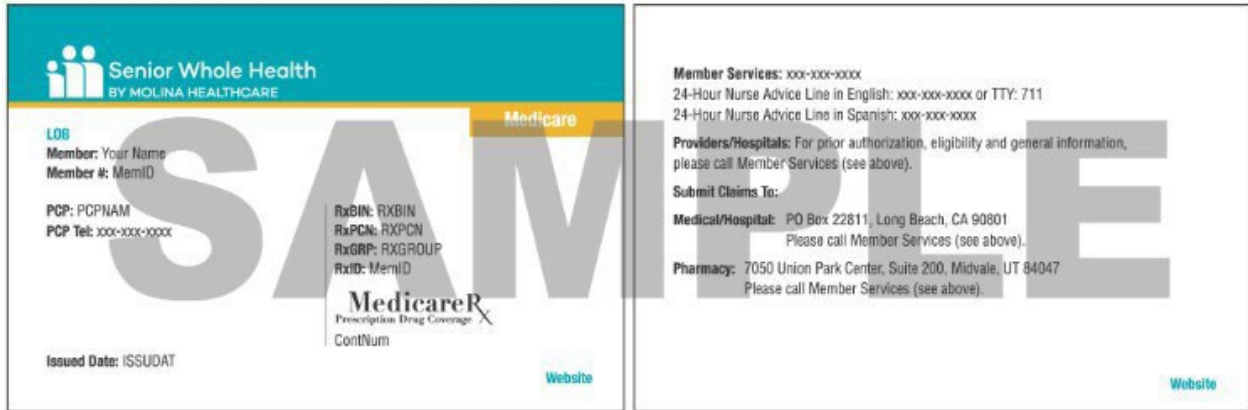 Senior Whole Health
BY MOLINA HEALTHCARE
Medicare
LOB
Member: Your Name
Member #: MemID
PCP: PCPNAM
PCP Tel: xxx-xxx-xxxx
RxBIN: RXBIN
RxPCN: RXPCN
RxGRP: RXGROUP
RxID: MemID
MedicareRx
Prescription Drug Coverage
ContNum
Issued Date: ISSUDAT
Website
Member Services: xxx-xxx-xxxx
24-Hour Nurse Advice Line in English: xxx-xxx-xxxx or TTY: 711
24-Hour Nurse Advice Line in Spanish: xxx-xxx-xxxx
Providers/Hospitals: For prior authorization, eligibility and general information,
please call Member Services (see above).
Submit Claims To:
Medical/Hospital: PO Box 22811, Long Beach, CA 90801
Please call Member Services (see above).
Pharmacy: 7050 Union Park Center, Suite 200, Midvale, UT 84047
Please call Member Services (see above).
Website
SAMPLE